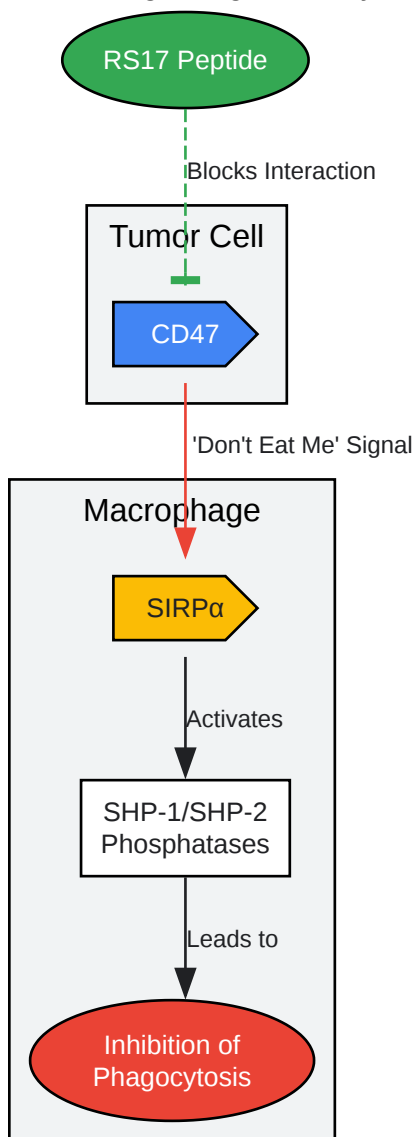 RS17 Peptide
Blocks Interaction
Tumor Cell
CD47
'Don't Eat Me' Signal
Macrophage
SIRPα
Activates
SHP-1/SHP-2
Phosphatases
Leads to
Inhibition of
Phagocytosis